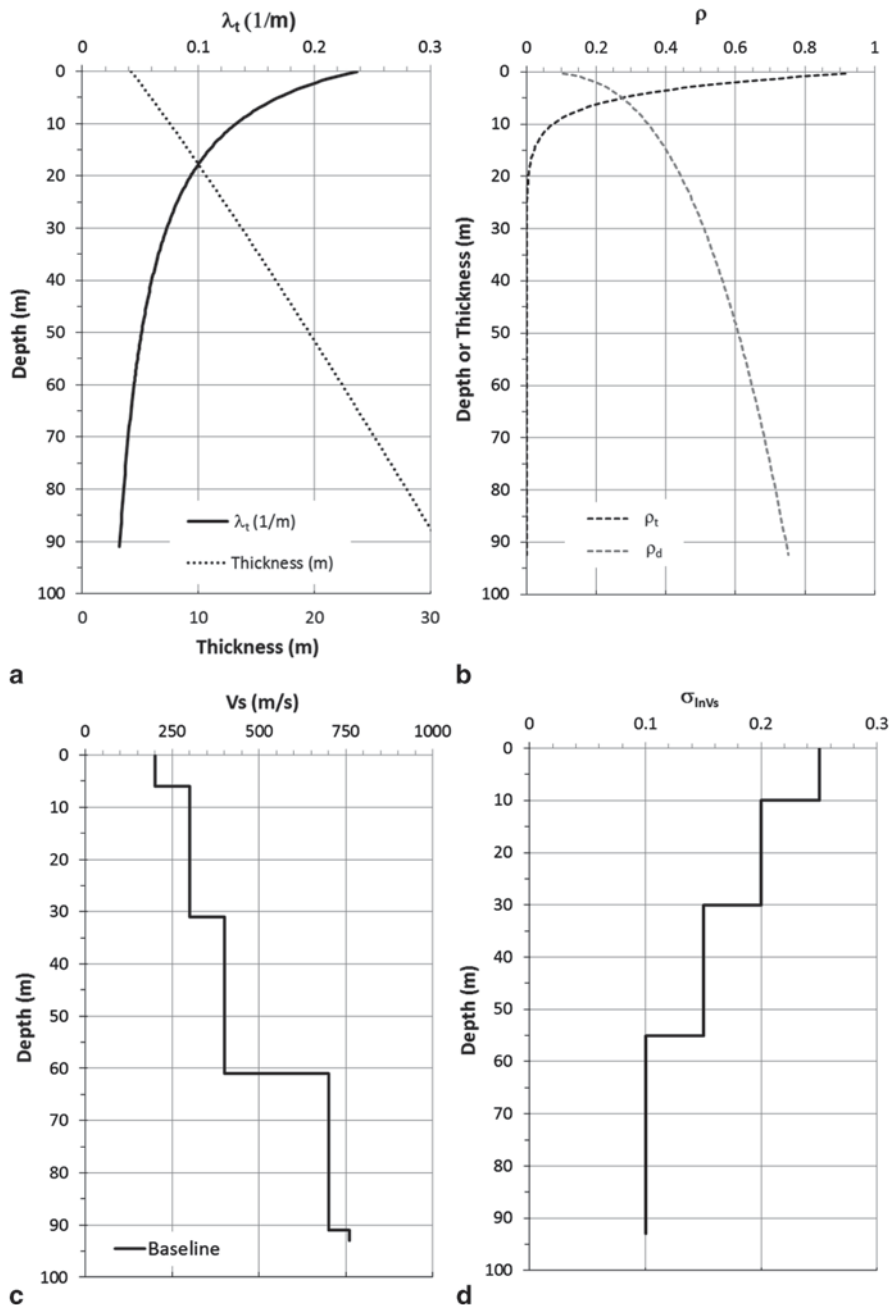 λt (1/m)
0 0.1 0.2 0.3
0
10
20
30
40
50
60
70
80
90
100
Depth (m)
λt (1/m)
Thickness (m)
0 10 20 30
Thickness (m)
a
ρ
0 0.2 0.4 0.6 0.8 1
0
10
20
30
40
50
60
70
80
90
100
Depth or Thickness (m)
ρt
ρd
b
Vs (m/s)
0 250 500 750 1000
0
10
20
30
40
50
60
70
80
90
100
Depth (m)
Baseline
c
σlnVs
0 0.1 0.2 0.3
0
10
20
30
40
50
60
70
80
90
100
Depth (m)
d